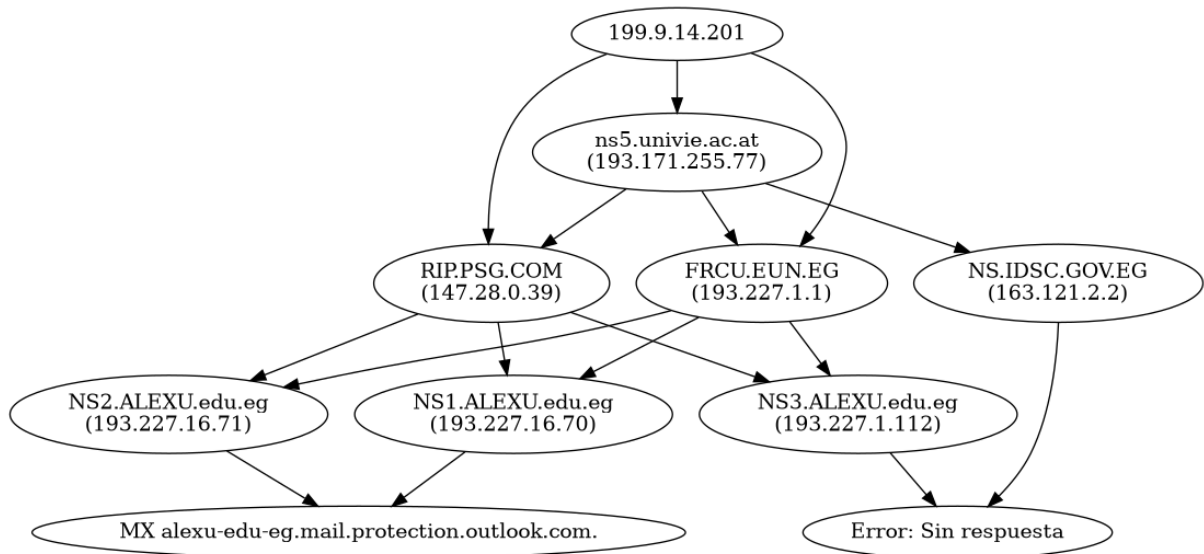 199.9.14.201
ns5.univie.ac.at
(193.171.255.77)
RIP.PSG.COM
(147.28.0.39)
FRCU.EUN.EG
(193.227.1.1)
NS.IDSC.GOV.EG
(163.121.2.2)
NS2.ALEXU.edu.eg
(193.227.16.71)
NS1.ALEXU.edu.eg
(193.227.16.70)
NS3.ALEXU.edu.eg
(193.227.1.112)
MX alexu-edu-eg.mail.protection.outlook.com.
Error: Sin respuesta